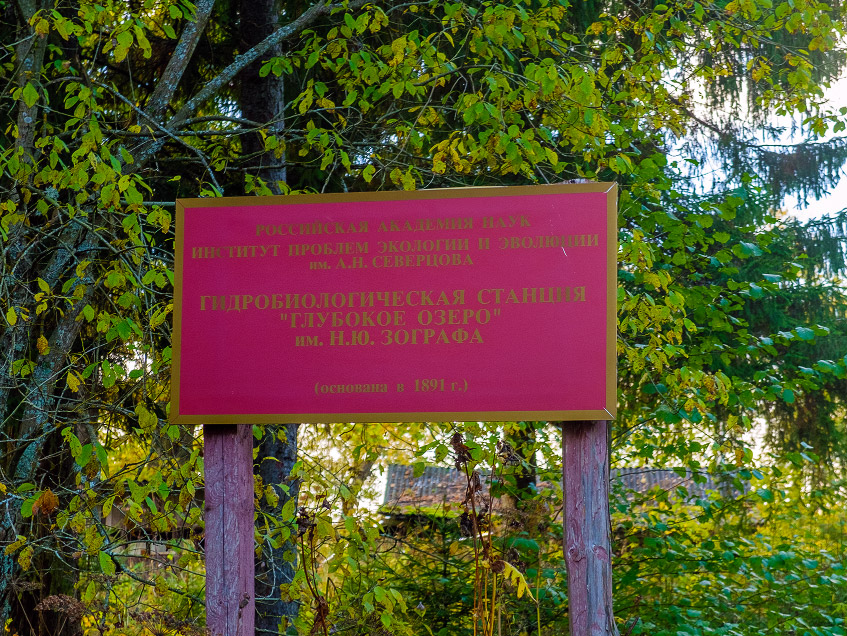 РОССИЙСКАЯ АКАДЕМИЯ НАУК
ИНСТИТУТ ПРОБЛЕМ ЭКОЛОГИИ И ЭВОЛЮЦИИ
им. А.Н. СЕВЕРЦОВА
ГИДРОБИОЛОГИЧЕСКАЯ СТАНЦИЯ
"ГЛУБОКОЕ ОЗЕРО"
им. Н.Ю. ЗОГРАФА
(основана в 1891 г.)